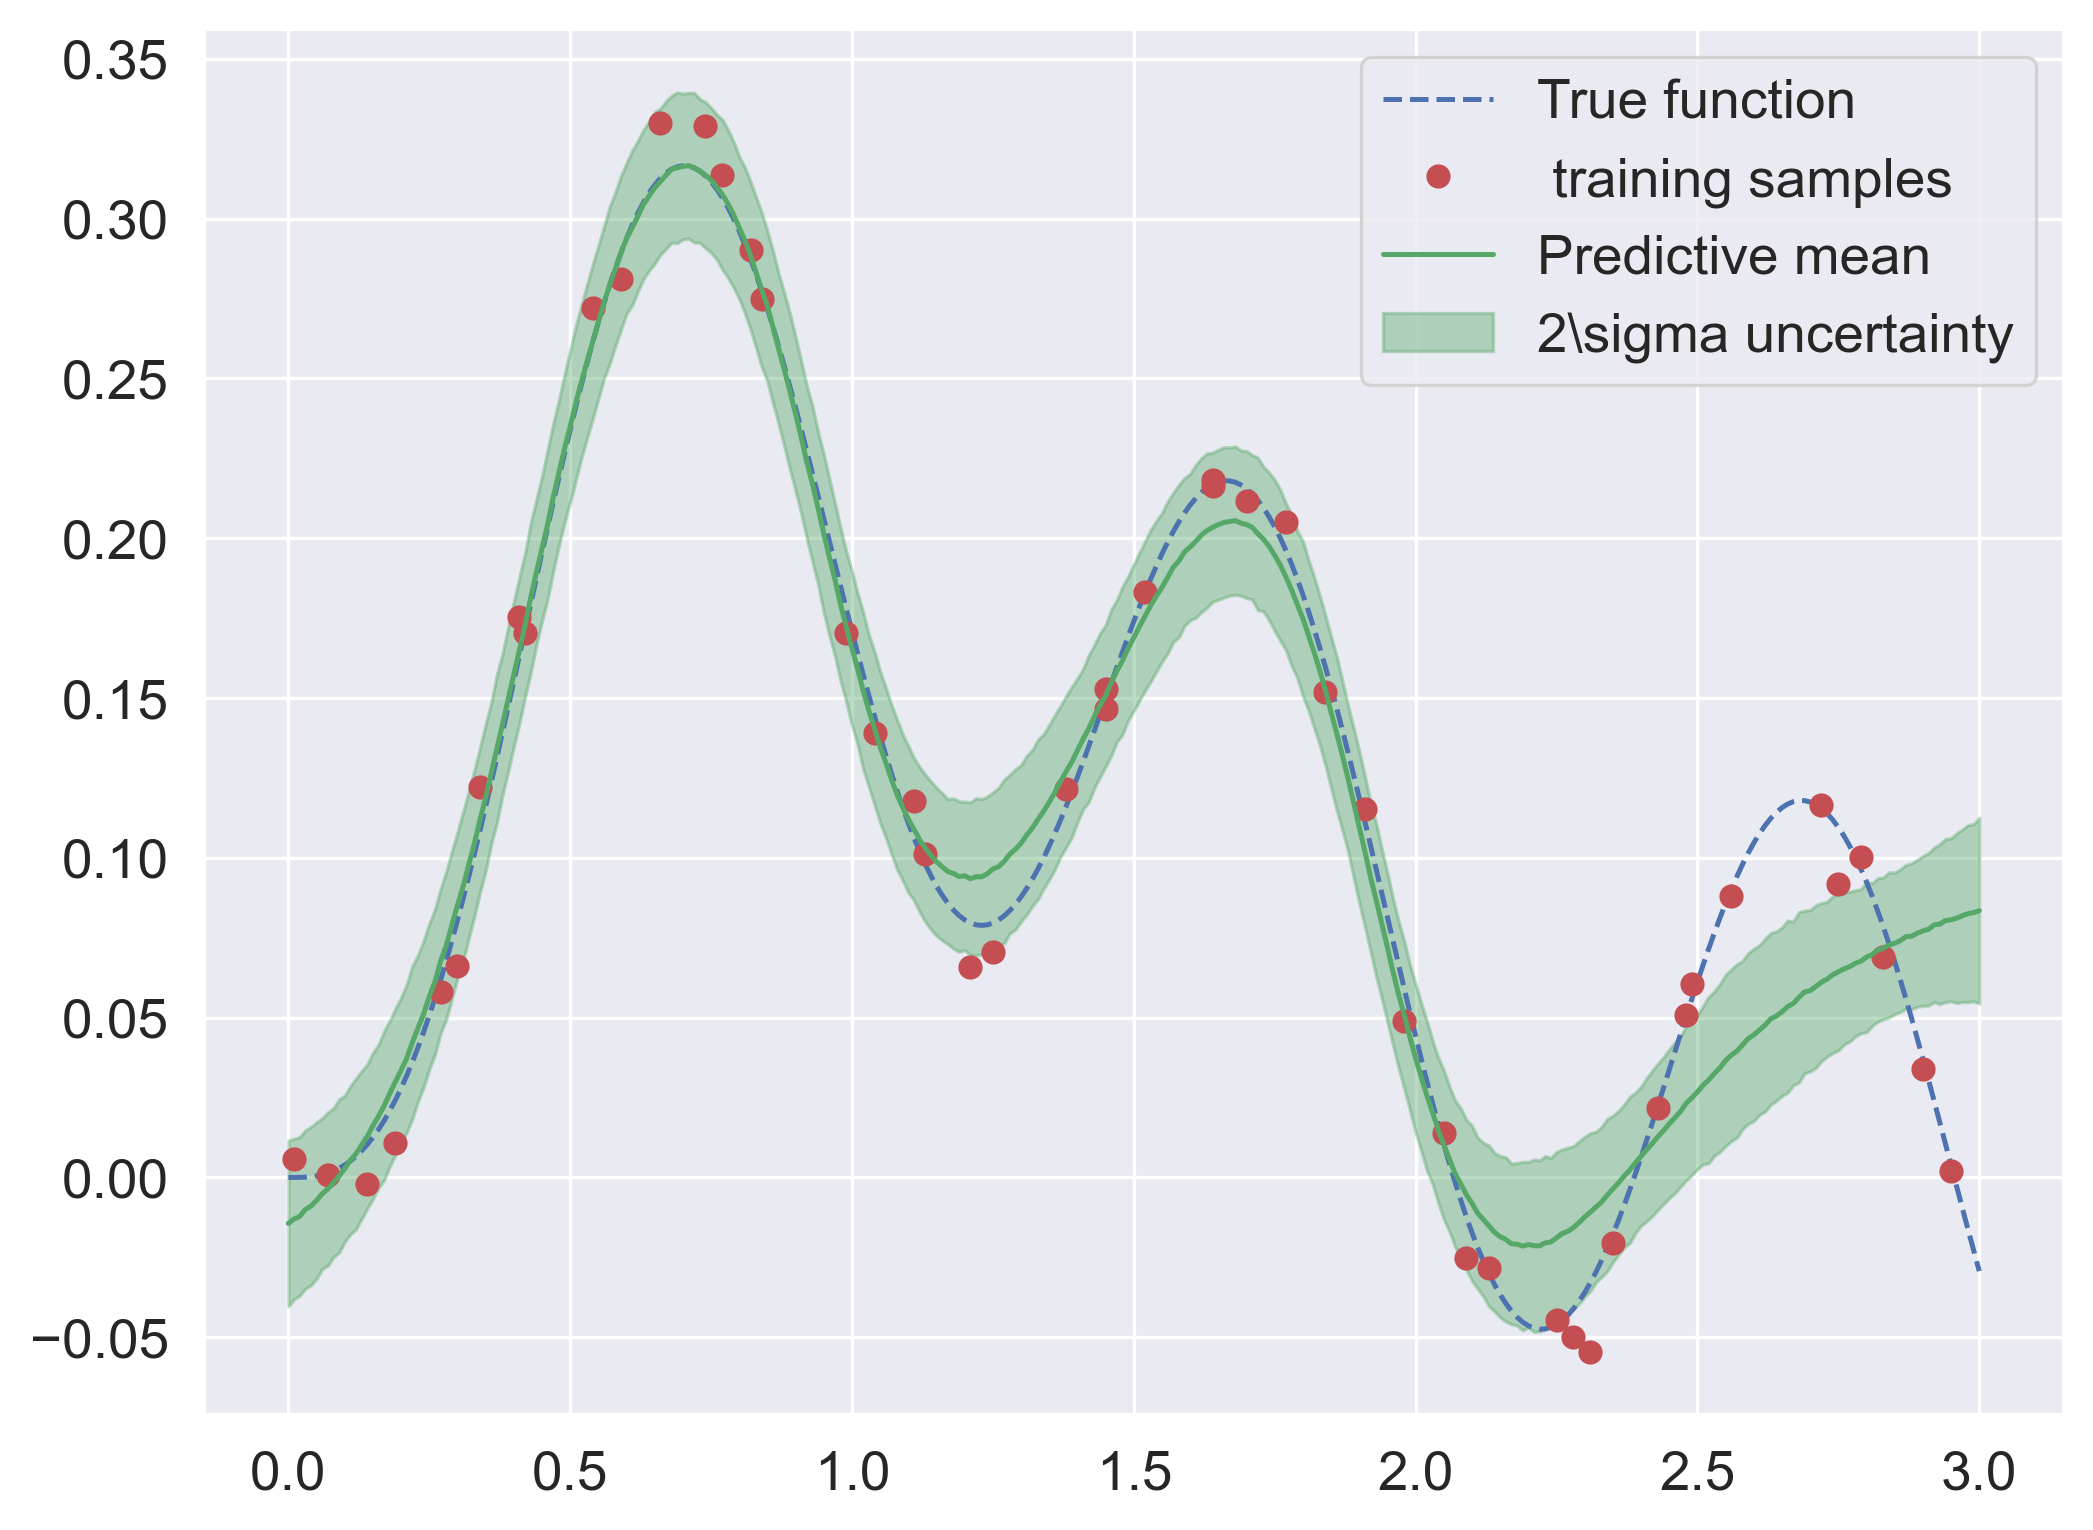 0.35
0.30
0.25
0.20
0.15
0.10
0.05
0.00
−0.05
True function
training samples
Predictive mean
2\sigma uncertainty
0.0 0.5 1.0 1.5 2.0 2.5 3.0